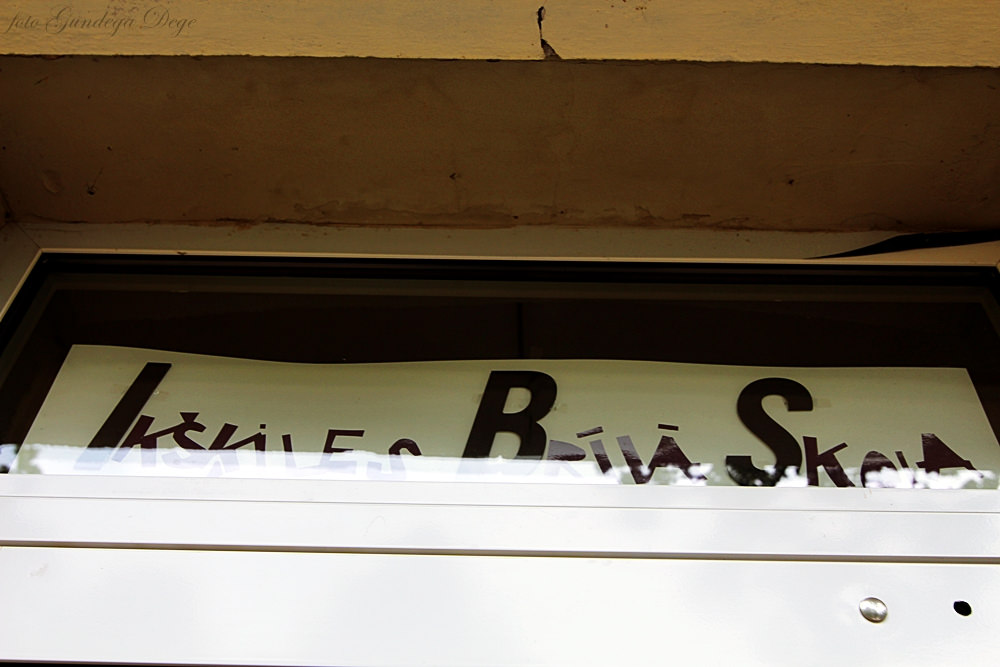 foto Gundega Dege
IKŠĶILES BRĪVĀ SKOLA